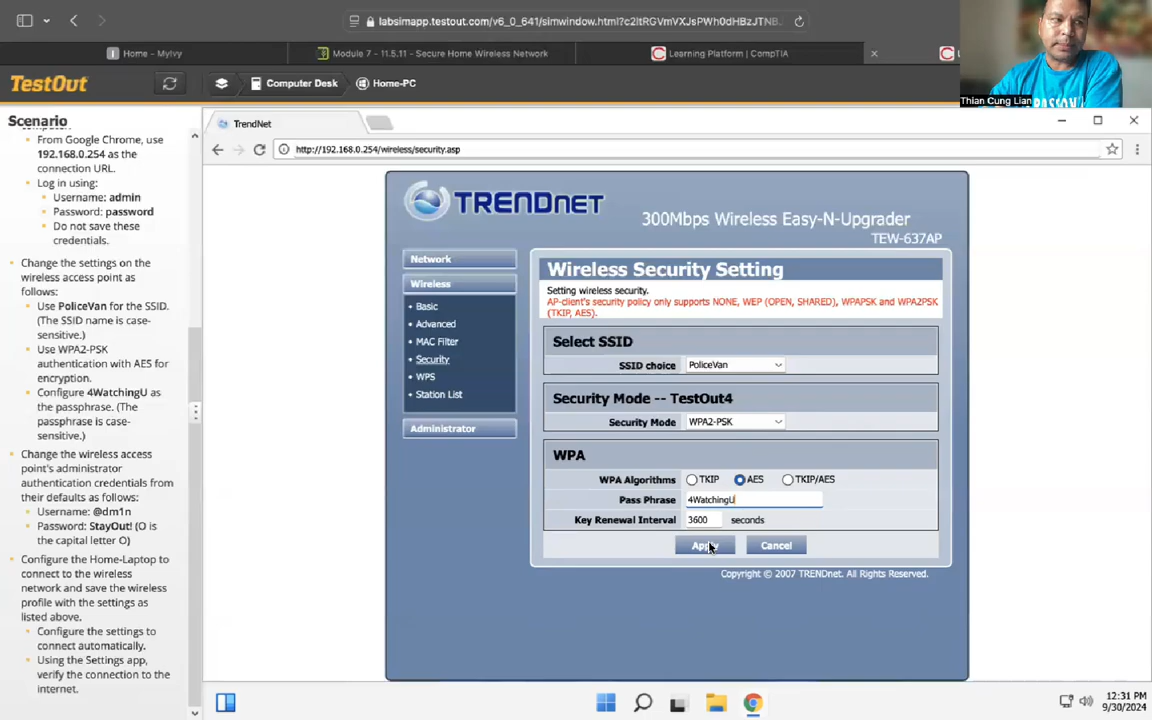 labsimapp.testout.com/v6_0_641/simwindow.html?c2ltRGVmVXJsPWh0dHBzJTNB...
Home - MyIvy
Module 7 - 11.5.11 - Secure Home Wireless Network
Learning Platform | CompTIA
TestOut
Computer Desk
Home-PC
Thian Cung Lian
Scenario
From Google Chrome, use
192.168.0.254 as the
connection URL.
Log in using:
Username: admin
Password: password
Do not save these
credentials.
Change the settings on the
wireless access point as
follows:
Use PoliceVan for the SSID.
(The SSID name is case-
sensitive.)
Use WPA2-PSK
authentication with AES for
encryption.
Configure 4WatchingU as
the passphrase. (The
passphrase is case-
sensitive.)
Change the wireless access
point's administrator
authentication credentials from
their defaults as follows:
Username: @dm1n
Password: StayOut! (O is
the capital letter O)
Configure the Home-Laptop to
connect to the wireless
network and save the wireless
profile with the settings as
listed above.
Configure the settings to
connect automatically.
Using the Settings app,
verify the connection to the
internet.
TrendNet
http://192.168.0.254/wireless/security.asp
TRENDNET
300Mbps Wireless Easy-N-Upgrader
TEW-637AP
Network
Wireless
Basic
Advanced
MAC Filter
Security
WPS
Station List
Administrator
Wireless Security Setting
Setting wireless security.
AP-client's security policy only supports NONE, WEP (OPEN, SHARED), WPAPSK and WPA2PSK
(TKIP, AES).
Select SSID
SSID choice PoliceVan
Security Mode -- TestOut4
Security Mode WPA2-PSK
WPA
WPA Algorithms TKIP AES TKIP/AES
Pass Phrase 4WatchingU
Key Renewal Interval 3600 seconds
Apply Cancel
Copyright © 2007 TRENDnet. All Rights Reserved.
12:31 PM
9/30/2024